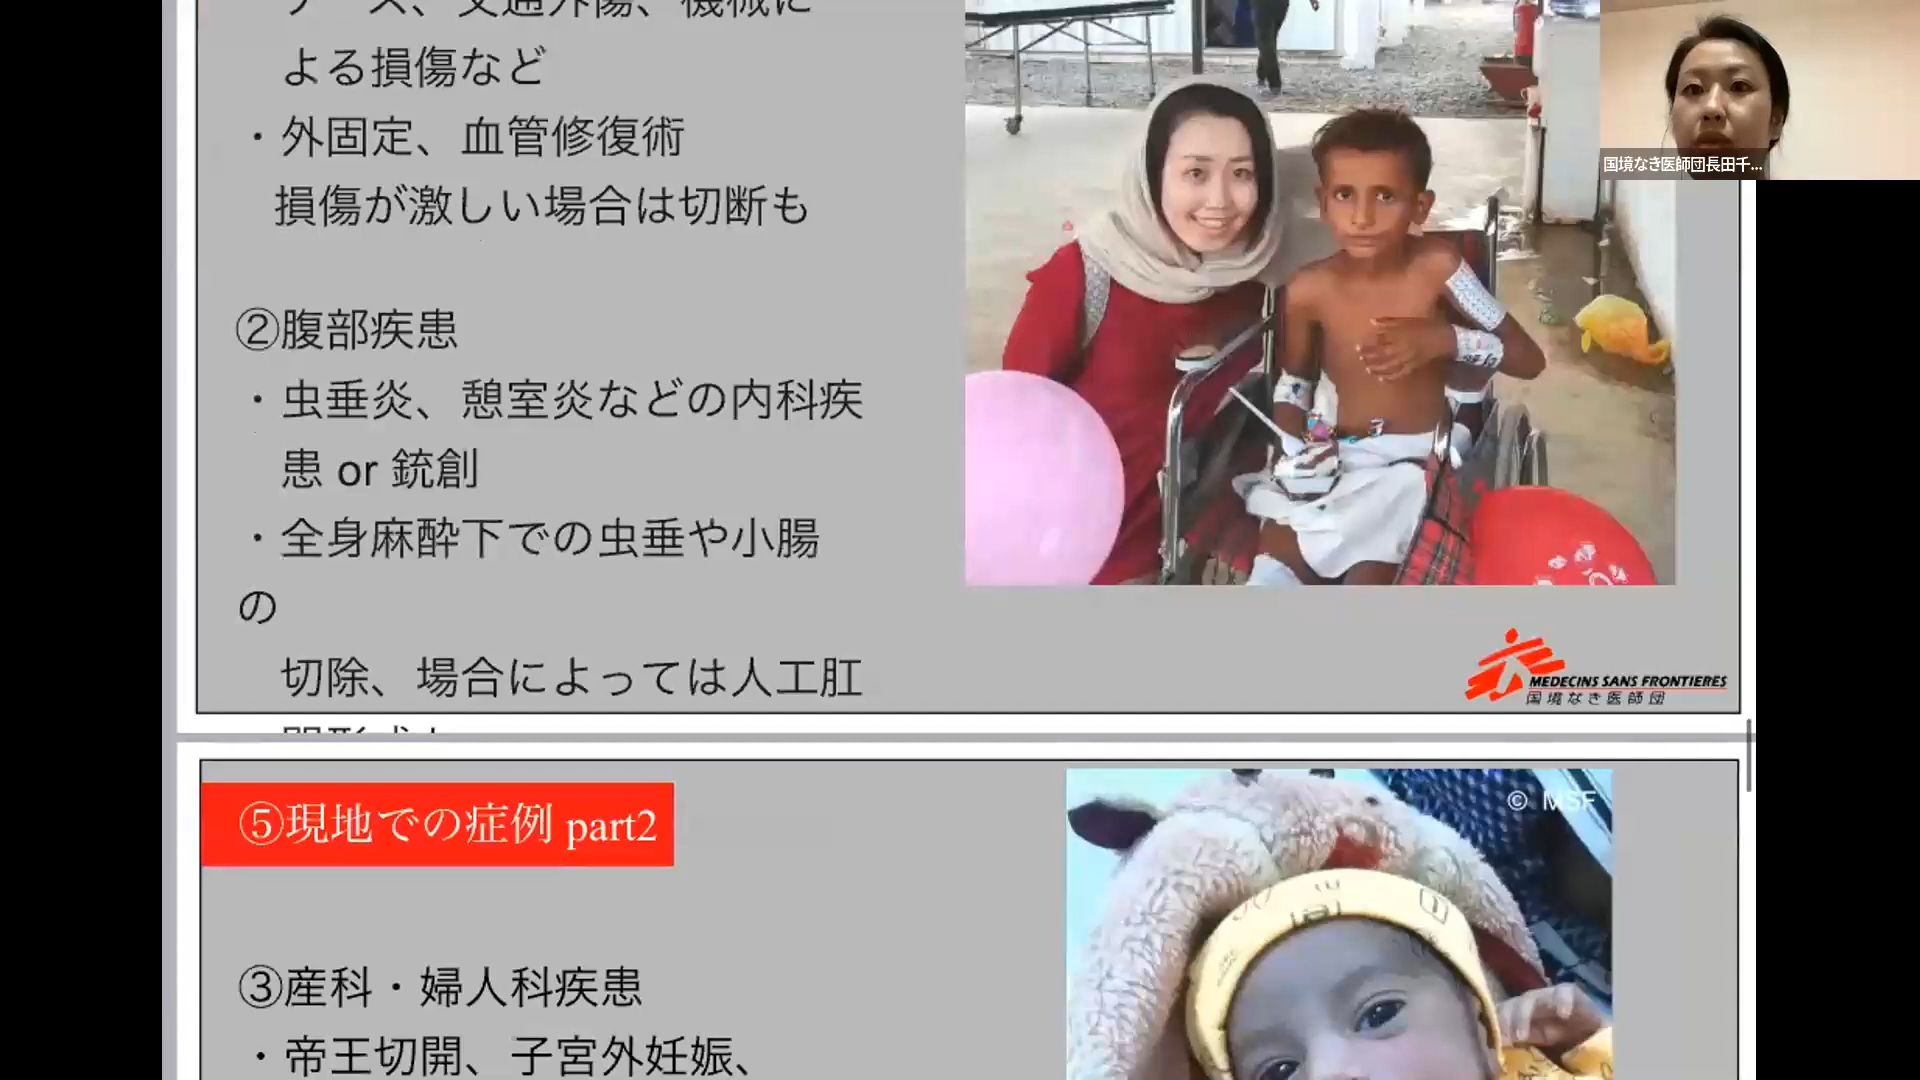 よる損傷など
・外固定、血管修復術
損傷が激しい場合は切断も
②腹部疾患
・虫垂炎、憩室炎などの内科疾
患 or 銃創
・全身麻酔下での虫垂や小腸
の
切除、場合によっては人工肛
MEDECINS SANS FRONTIERES
国境なき医師団
国境なき医師団長田千...
⑤現地での症例 part2
© MSF
③産科・婦人科疾患
・帝王切開、子宮外妊娠、